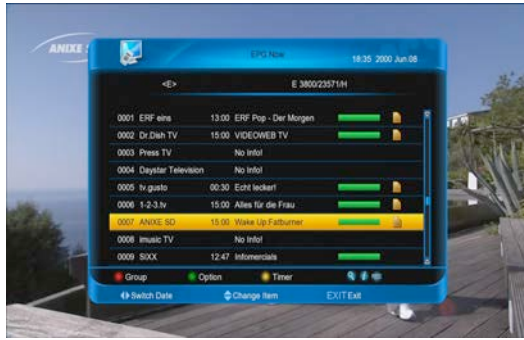 ANIXE S
EPG Now
18:35 2000 Jun 08
<E>
E 3800/23571/H
0001 ERF eins 13:00 ERF Pop - Der Morgen
0002 Dr.Dish TV 15:00 VIDEOWEB TV
0003 Press TV No Info!
0004 Daystar Television No Info!
0005 tv.gusto 00:30 Echt lecker!
0006 1-2-3.tv 15:00 Alles für die Frau
0007 ANIXE SD 15:00 Wake Up:Fatburner
0008 imusic TV No Info!
0009 SIXX 12:47 Infomercials
Group Option Timer
Switch Date Change Item EXIT Exit